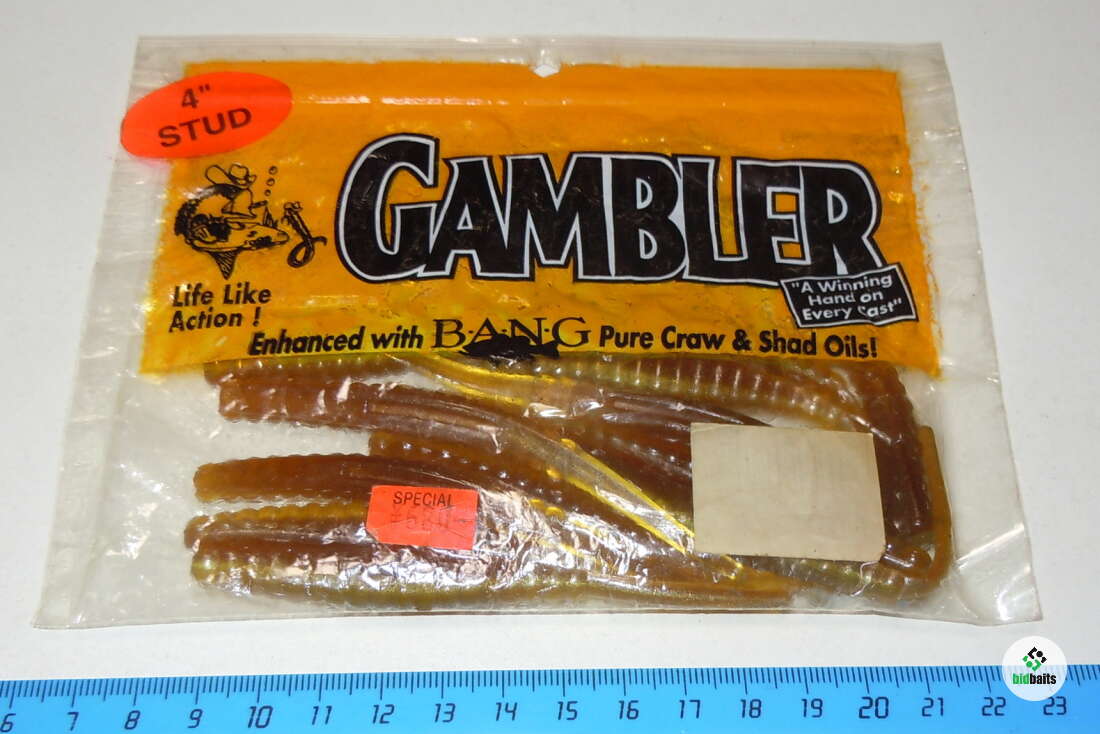 4"
STUD
GAMBLER
"A Winning
Hand on
Every Cast"
Life Like
Action !
Enhanced with B·A·N·G Pure Craw & Shad Oils!
SPECIAL
6 7 8 9 10 11 12 13 14 15 16 17 18 19 20 21 22 23
bidbaits